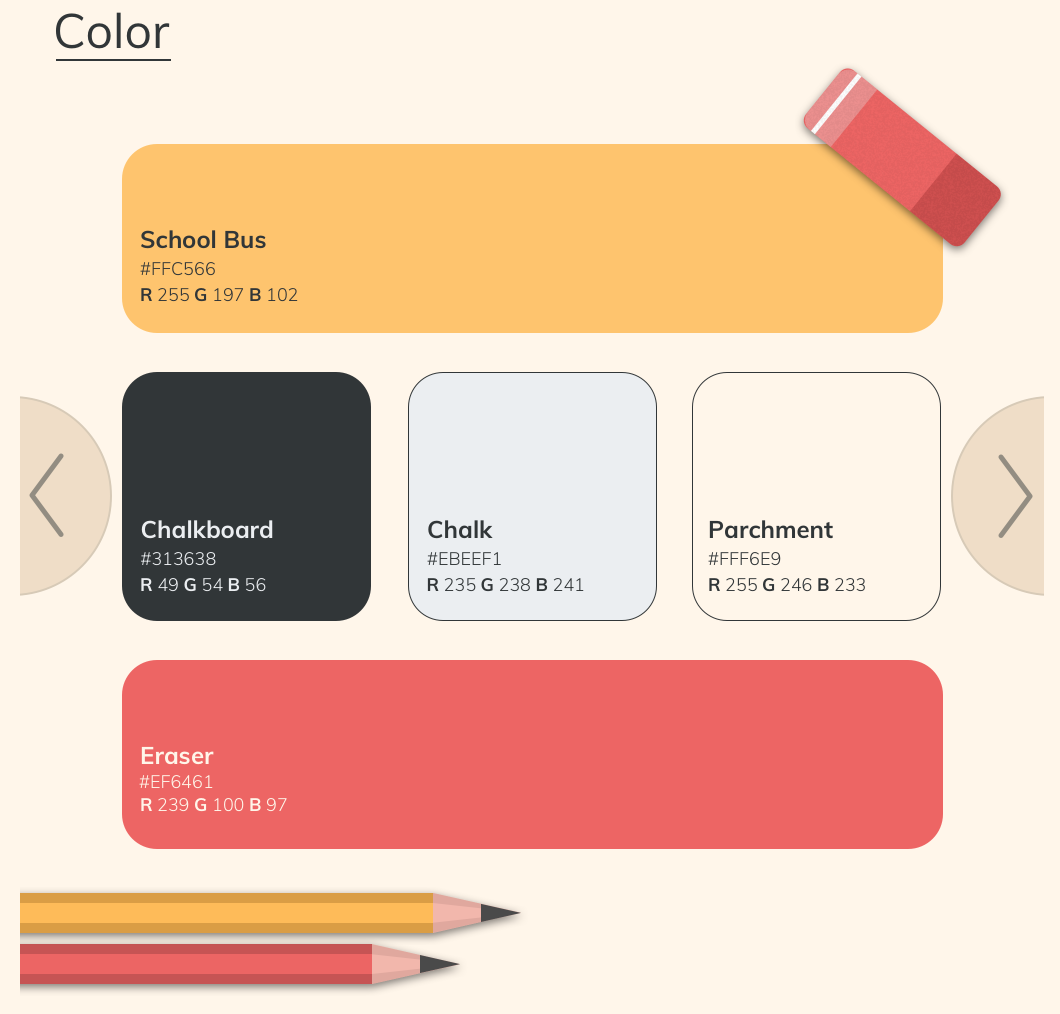 Color
School Bus
#FFC566
R 255 G 197 B 102
Chalkboard
#313638
R 49 G 54 B 56
Chalk
#EBEEF1
R 235 G 238 B 241
Parchment
#FFF6E9
R 255 G 246 B 233
Eraser
#EF6461
R 239 G 100 B 97